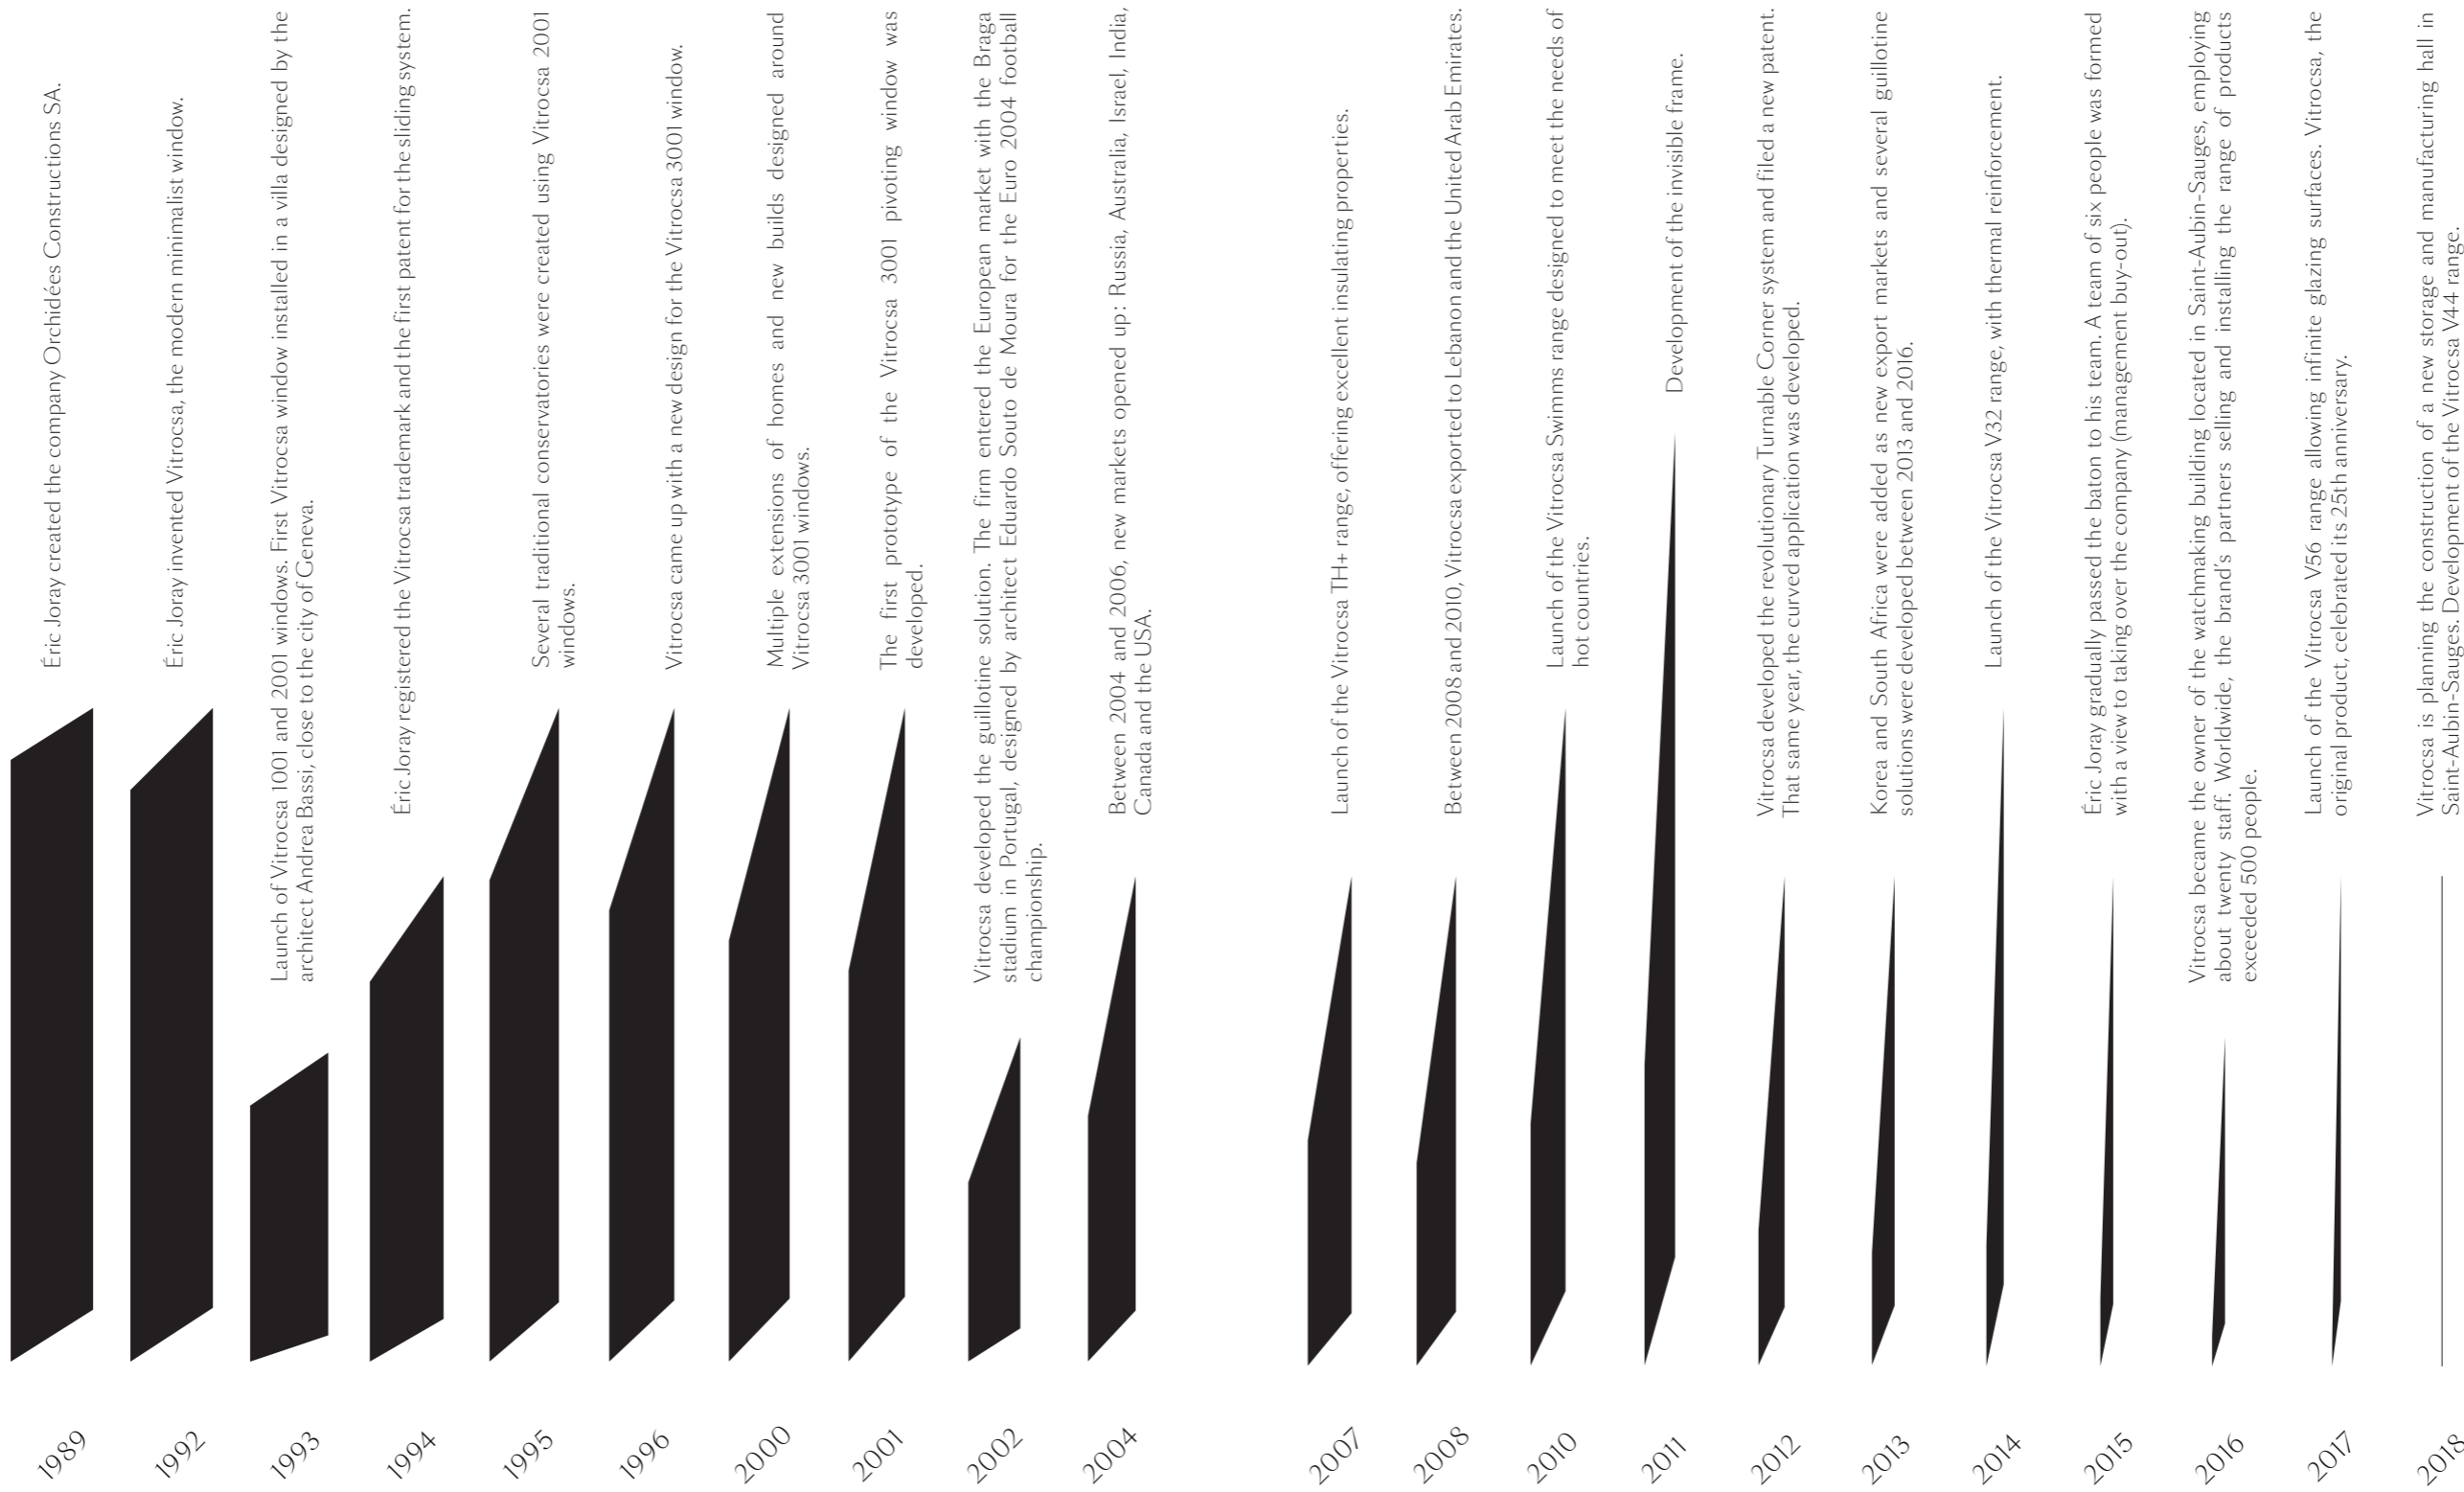 Éric Joray created the company Orchidées Constructions SA.
1989
Éric Joray invented Vitrocsa, the modern minimalist window.
1992
Launch of Vitrocsa 1001 and 2001 windows. First Vitrocsa window installed in a villa designed by the
architect Andrea Bassi, close to the city of Geneva.
1993
Éric Joray registered the Vitrocsa trademark and the first patent for the sliding system.
1994
Several traditional conservatories were created using Vitrocsa 2001
windows.
1995
Vitrocsa came up with a new design for the Vitrocsa 3001 window.
1996
Multiple extensions of homes and new builds designed around
Vitrocsa 3001 windows.
2000
The first prototype of the Vitrocsa 3001 pivoting window was
developed.
2001
Vitrocsa developed the guillotine solution. The firm entered the European market with the Braga
stadium in Portugal, designed by architect Eduardo Souto de Moura for the Euro 2004 football
championship.
2002
Between 2004 and 2006, new markets opened up: Russia, Australia, Israel, India,
Canada and the USA.
2004
Launch of the Vitrocsa TH+ range, offering excellent insulating properties.
2007
Between 2008 and 2010, Vitrocsa exported to Lebanon and the United Arab Emirates.
2008
Launch of the Vitrocsa Swimms range designed to meet the needs of
hot countries.
2010
Development of the invisible frame.
2011
Vitrocsa developed the revolutionary Turnable Corner system and filed a new patent.
That same year, the curved application was developed.
2012
Korea and South Africa were added as new export markets and several guillotine
solutions were developed between 2013 and 2016.
2013
Launch of the Vitrocsa V32 range, with thermal reinforcement.
2014
Éric Joray gradually passed the baton to his team. A team of six people was formed
with a view to taking over the company (management buy-out).
2015
Vitrocsa became the owner of the watchmaking building located in Saint-Aubin-Sauges, employing
about twenty staff. Worldwide, the brand's partners selling and installing the range of products
exceeded 500 people.
2016
Launch of the Vitrocsa V56 range allowing infinite glazing surfaces. Vitrocsa, the
original product, celebrated its 25th anniversary.
2017
Vitrocsa is planning the construction of a new storage and manufacturing hall in
Saint-Aubin-Sauges. Development of the Vitrocsa V44 range.
2018